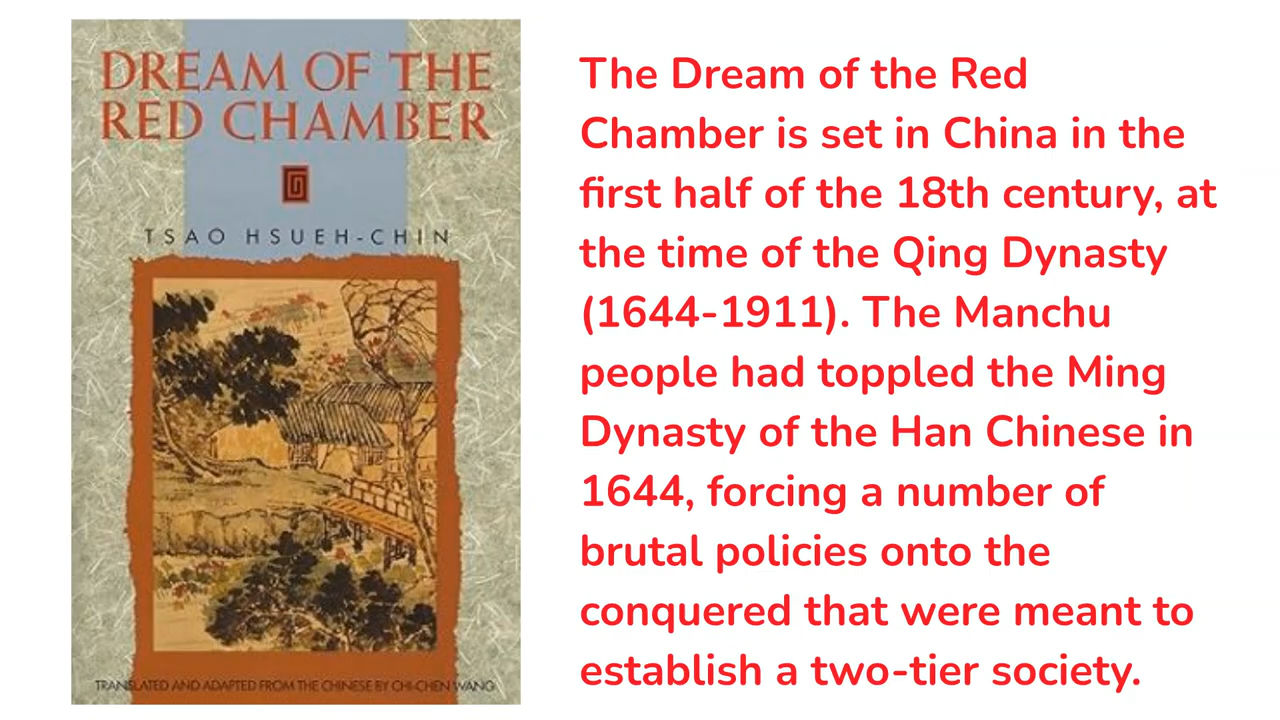 DREAM OF THE
RED CHAMBER
TSAO HSUEH-CHIN
TRANSLATED AND ADAPTED FROM THE CHINESE BY CHI-CHEN WANG
The Dream of the Red
Chamber is set in China in the
first half of the 18th century, at
the time of the Qing Dynasty
(1644-1911). The Manchu
people had toppled the Ming
Dynasty of the Han Chinese in
1644, forcing a number of
brutal policies onto the
conquered that were meant to
establish a two-tier society.